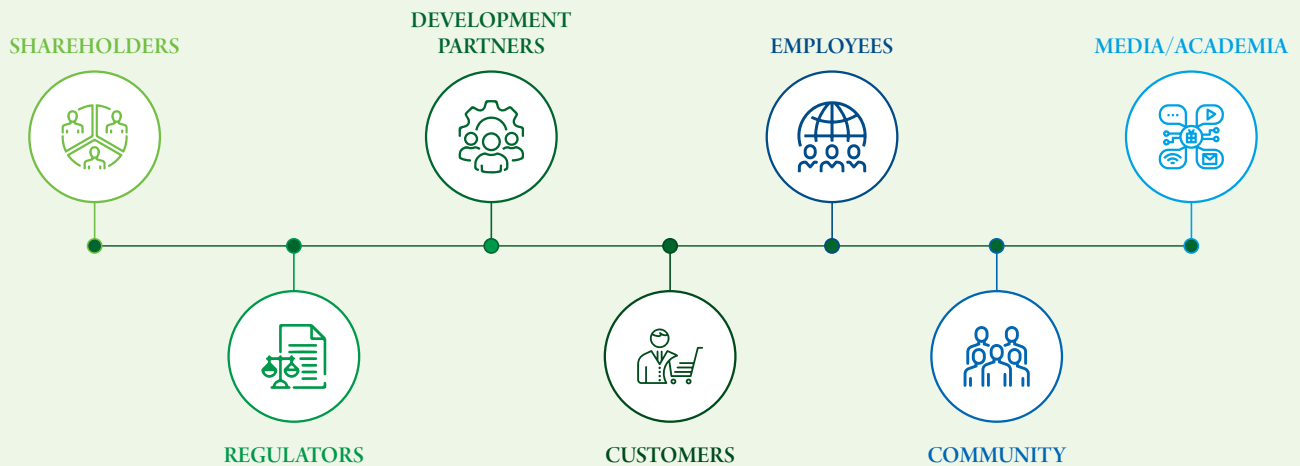 SHAREHOLDERS
DEVELOPMENT
PARTNERS
EMPLOYEES
MEDIA/ACADEMIA
REGULATORS
CUSTOMERS
COMMUNITY